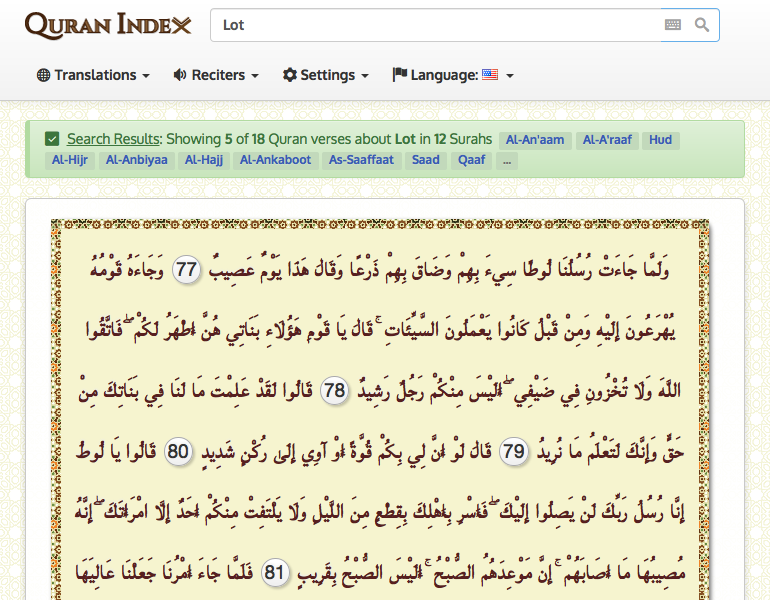 QURAN INDEX
Lot
Translations
Reciters
Settings
Language:
Search Results: Showing 5 of 18 Quran verses about Lot in 12 Surahs Al-An'aam Al-A'raaf Hud
Al-Hijr Al-Anbiyaa Al-Hajj Al-Ankaboot As-Saaffaat Saad Qaaf ...
وَلَمَّا جَاءَتْ رُسُلُنَا لُوطًا سِيءَ بِهِمْ وَضَاقَ بِهِمْ ذَرْعًا وَقَالَ هَذَا يَوْمٌ عَصِيبٌ 77 وَجَاءَهُ قَوْمُهُ
يُهْرَعُونَ إِلَيْهِ وَمِنْ قَبْلُ كَانُوا يَعْمَلُونَ السَّيِّئَاتِ ۚ قَالَ يَا قَوْمِ هَؤُلَاءِ بَنَاتِي هُنَّ أَطْهَرُ لَكُمْ ۖ فَاتَّقُوا
اللَّهَ وَلَا تُخْزُونِ فِي ضَيْفِي ۖ أَلَيْسَ مِنْكُمْ رَجُلٌ رَشِيدٌ 78 قَالُوا لَقَدْ عَلِمْتَ مَا لَنَا فِي بَنَاتِكَ مِنْ
حَقٍّ وَإِنَّكَ لَتَعْلَمُ مَا نُرِيدُ 79 قَالَ لَوْ أَنَّ لِي بِكُمْ قُوَّةً أَوْ آوِي إِلَى رُكْنٍ شَدِيدٍ 80 قَالُوا يَا لُوطُ
إِنَّا رُسُلُ رَبِّكَ لَنْ يَصِلُوا إِلَيْكَ ۖ فَأَسْرِ بِأَهْلِكَ بِقِطْعٍ مِنَ اللَّيْلِ وَلَا يَلْتَفِتْ مِنْكُمْ أَحَدٌ إِلَّا امْرَأَتَكَ ۖ إِنَّهُ
مُصِيبُهَا مَا أَصَابَهُمْ ۚ إِنَّ مَوْعِدَهُمُ الصُّبْحُ ۚ أَلَيْسَ الصُّبْحُ بِقَرِيبٍ 81 فَلَمَّا جَاءَ أَمْرُنَا جَعَلْنَا عَالِيَهَا